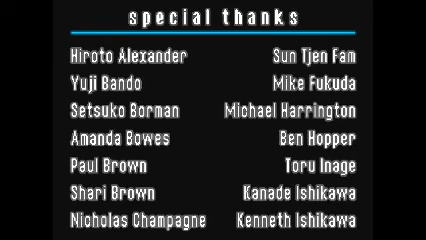 special thanks
Hiroto Alexander Sun Tjen Fam
Yuji Bando Mike Fukuda
Setsuko Borman Michael Harrington
Amanda Bowes Ben Hopper
Paul Brown Toru Inage
Shari Brown Kanade Ishikawa
Nicholas Champagne Kenneth Ishikawa